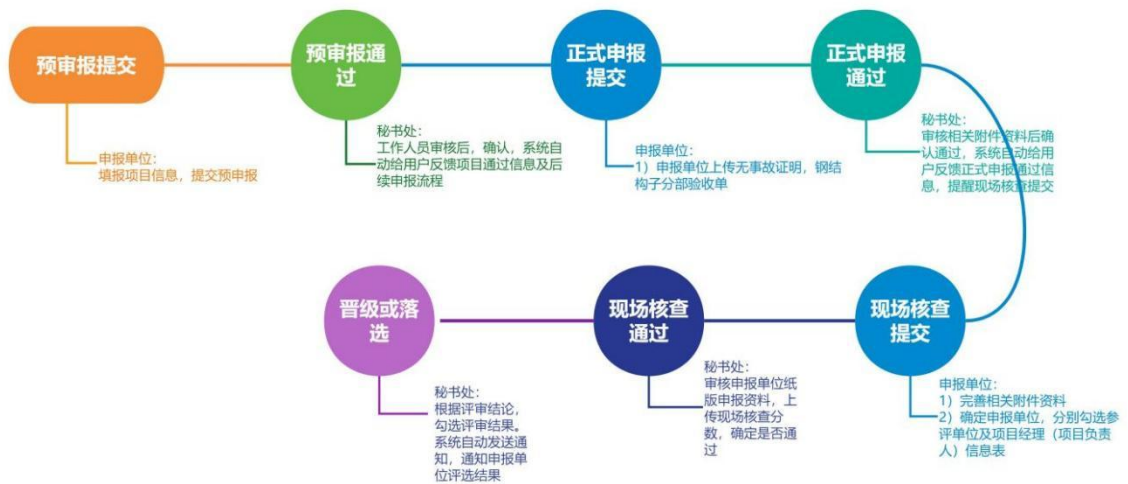 预审报提交
预审报通
过
正式申报
提交
正式申报
通过
申报单位：
填报项目信息，提交预申报
秘书处：
工作人员审核后，确认，系统自
动给用户反馈项目通过信息及后
续申报流程
申报单位：
1）申报单位上传无事故证明，钢结
构子分部验收单
秘书处：
审核相关附件资料后确
认通过，系统自动给用
户反馈正式申报通过信
息，提醒现场核查提交
晋级或落
选
现场核查
通过
现场核查
提交
秘书处：
根据评审结论，
勾选评审结果。
系统自动发送通
知，通知申报单
位评选结果
秘书处：
审核申报单位纸
版申报资料，上
传现场核查分
数，确定是否通
过
申报单位：
1）完善相关附件资料
2）确定申报单位，分别勾选参
评单位及项目经理（项目负责
人）信息表